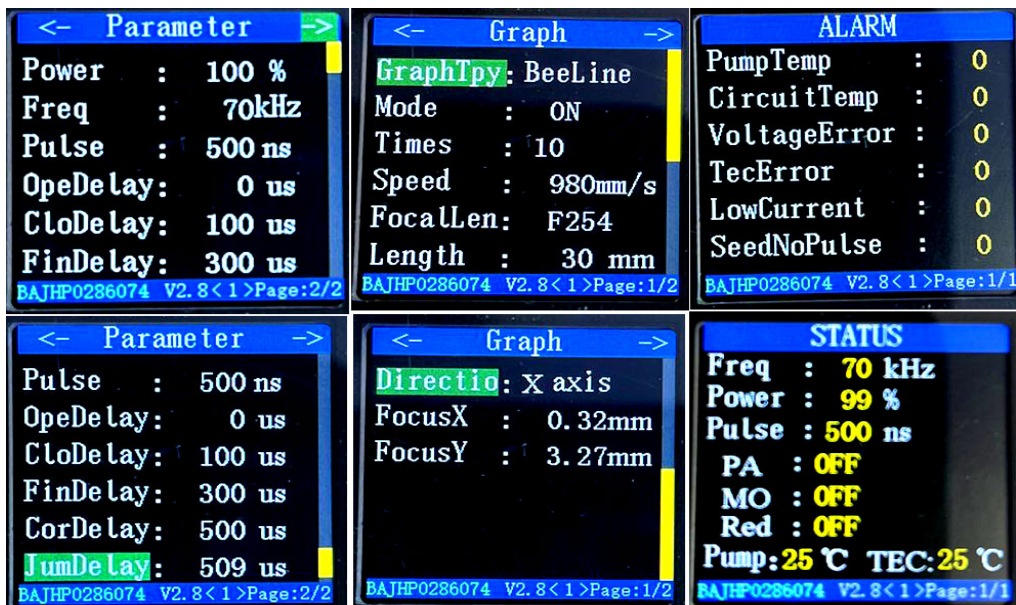 <- Parameter ->
Power : 100 %
Freq : 70kHz
Pulse : 500 ns
OpeDelay: 0 us
CloDelay: 100 us
FinDelay: 300 us
BAJHP0286074 V2.8<1>Page:2/2
<- Graph ->
GraphTpy: BeeLine
Mode : ON
Times : 10
Speed : 980mm/s
FocalLen: F254
Length : 30 mm
BAJHP0286074 V2.8<1>Page:1/2
ALARM
PumpTemp : 0
CircuitTemp : 0
VoltageError : 0
TecError : 0
LowCurrent : 0
SeedNoPulse : 0
BAJHP0286074 V2.8<1>Page:1/1
<- Parameter ->
Pulse : 500 ns
OpeDelay: 0 us
CloDelay: 100 us
FinDelay: 300 us
CorDelay: 500 us
JumDelay: 509 us
BAJHP0286074 V2.8<1>Page:2/2
<- Graph ->
Directio: X axis
FocusX : 0.32mm
FocusY : 3.27mm
BAJHP0286074 V2.8<1>Page:1/2
STATUS
Freq : 70 kHz
Power : 99 %
Pulse : 500 ns
PA : OFF
MO : OFF
Red : OFF
Pump:25 ℃ TEC:25 ℃
BAJHP0286074 V2.8<1>Page:1/1